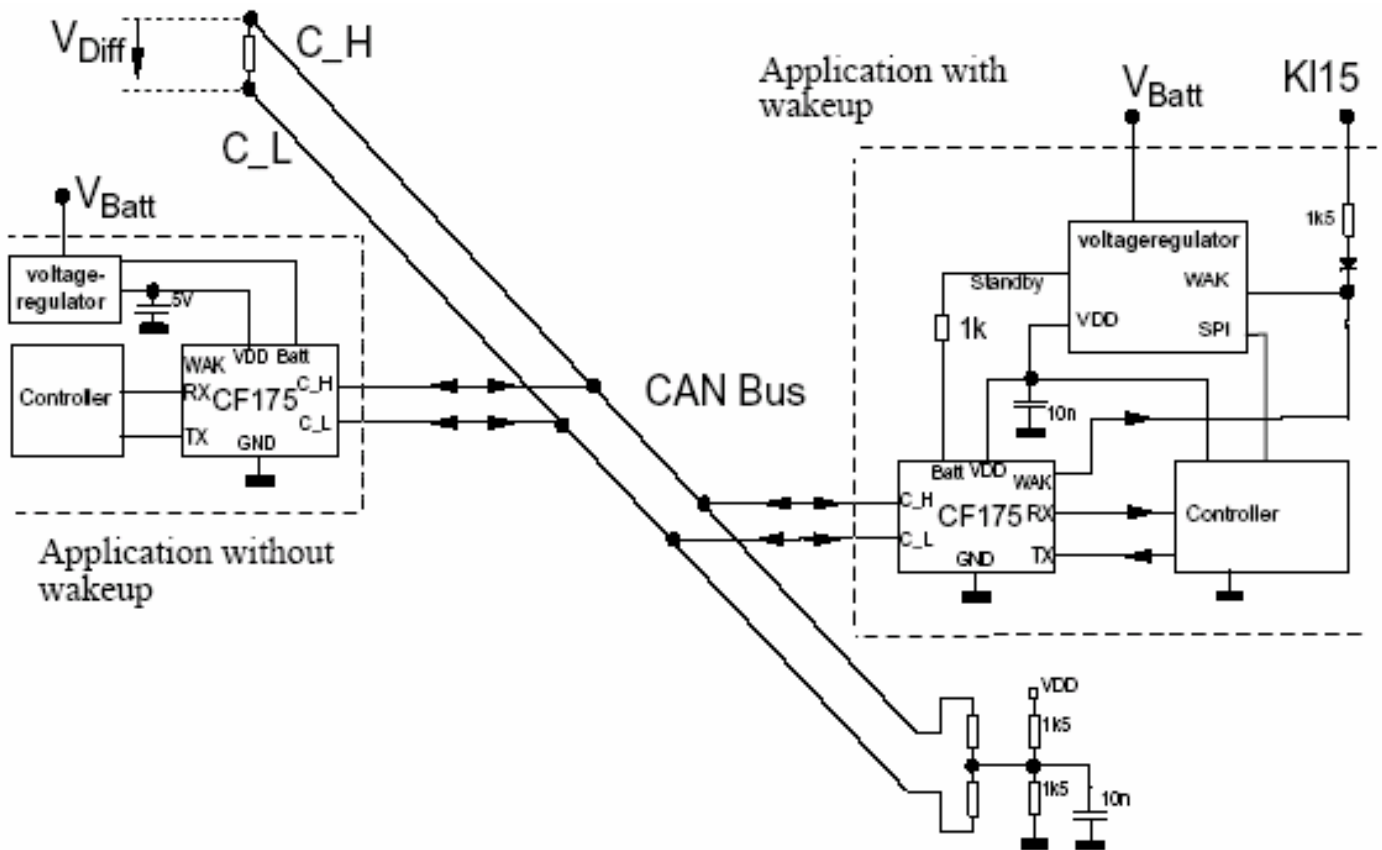 V_Diff
C_H
C_L
Application with
wakeup
V_Batt
Kl15
1k5
voltageregulator
WAK
Standby
VDD
SPI
1k
10n
Batt
VDD
WAK
C_H
CF175
RX
C_L
GND
TX
Controller
V_Batt
voltage-
regulator
5V
WAK
VDD
Batt
RX
CF175
C_H
C_L
TX
GND
Controller
CAN Bus
Application without
wakeup
VDD
1k5
1k5
10n